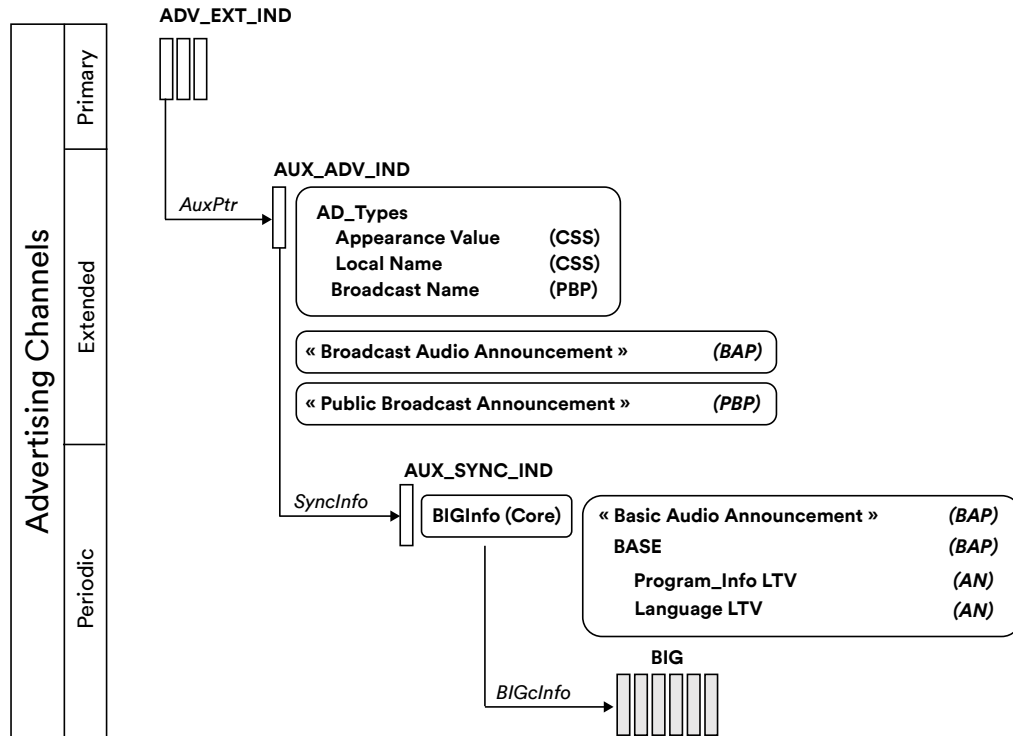 ADV_EXT_IND
Advertising Channels
Primary
Extended
Periodic
AuxPtr
AUX_ADV_IND
AD_Types
Appearance Value (CSS)
Local Name (CSS)
Broadcast Name (PBP)
« Broadcast Audio Announcement » (BAP)
« Public Broadcast Announcement » (PBP)
SyncInfo
AUX_SYNC_IND
BIGInfo (Core)
« Basic Audio Announcement » (BAP)
BASE (BAP)
Program_Info LTV (AN)
Language LTV (AN)
BIGcInfo
BIG